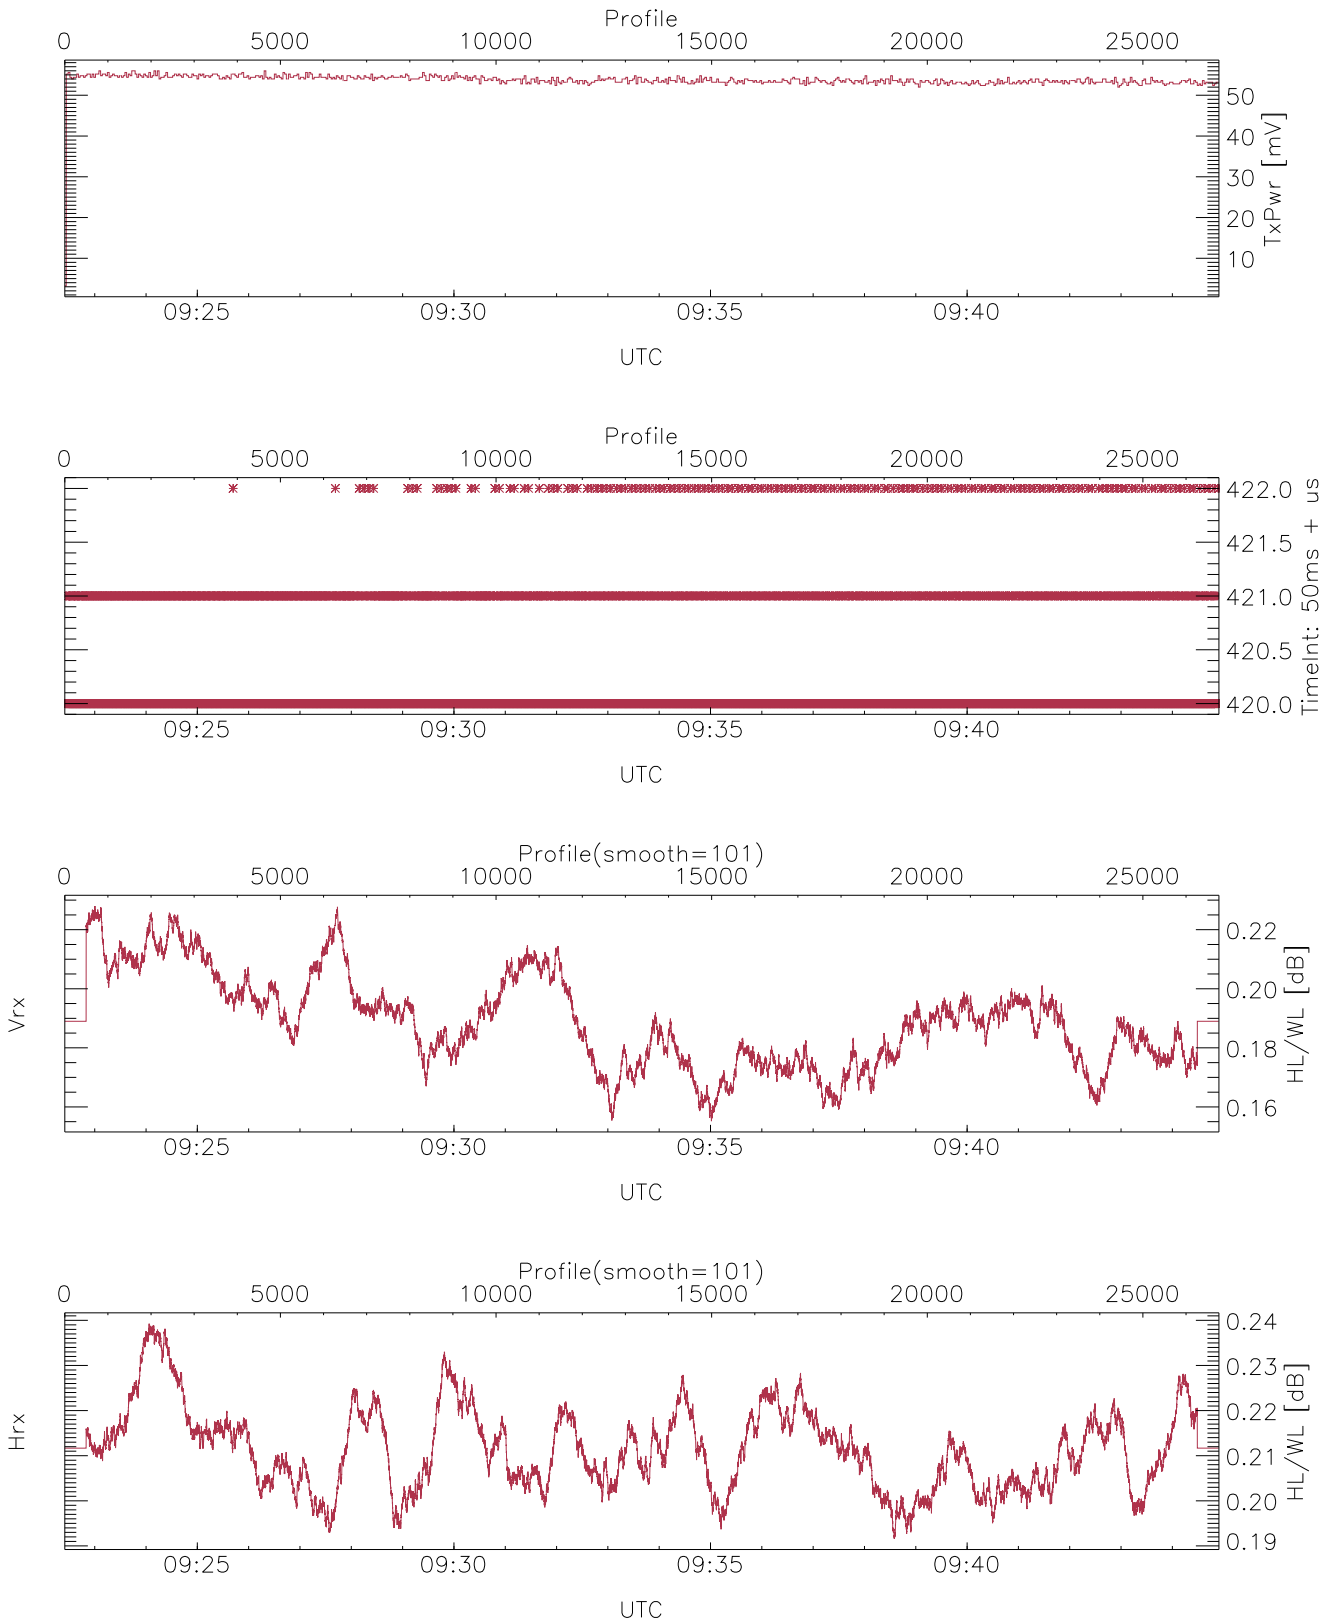 Profile
0 5000 10000 15000 20000 25000
50
40
30
20
10
TxPwr [mV]
09:25 09:30 09:35 09:40
UTC
Profile
0 5000 10000 15000 20000 25000
422.0
421.5
421.0
420.5
420.0
TimeInt: 50ms + us
09:25 09:30 09:35 09:40
UTC
Profile(smooth=101)
0 5000 10000 15000 20000 25000
Vrx
0.22
0.20
0.18
0.16
HL/WL [dB]
09:25 09:30 09:35 09:40
UTC
Profile(smooth=101)
0 5000 10000 15000 20000 25000
Hrx
0.24
0.23
0.22
0.21
0.20
0.19
HL/WL [dB]
09:25 09:30 09:35 09:40
UTC